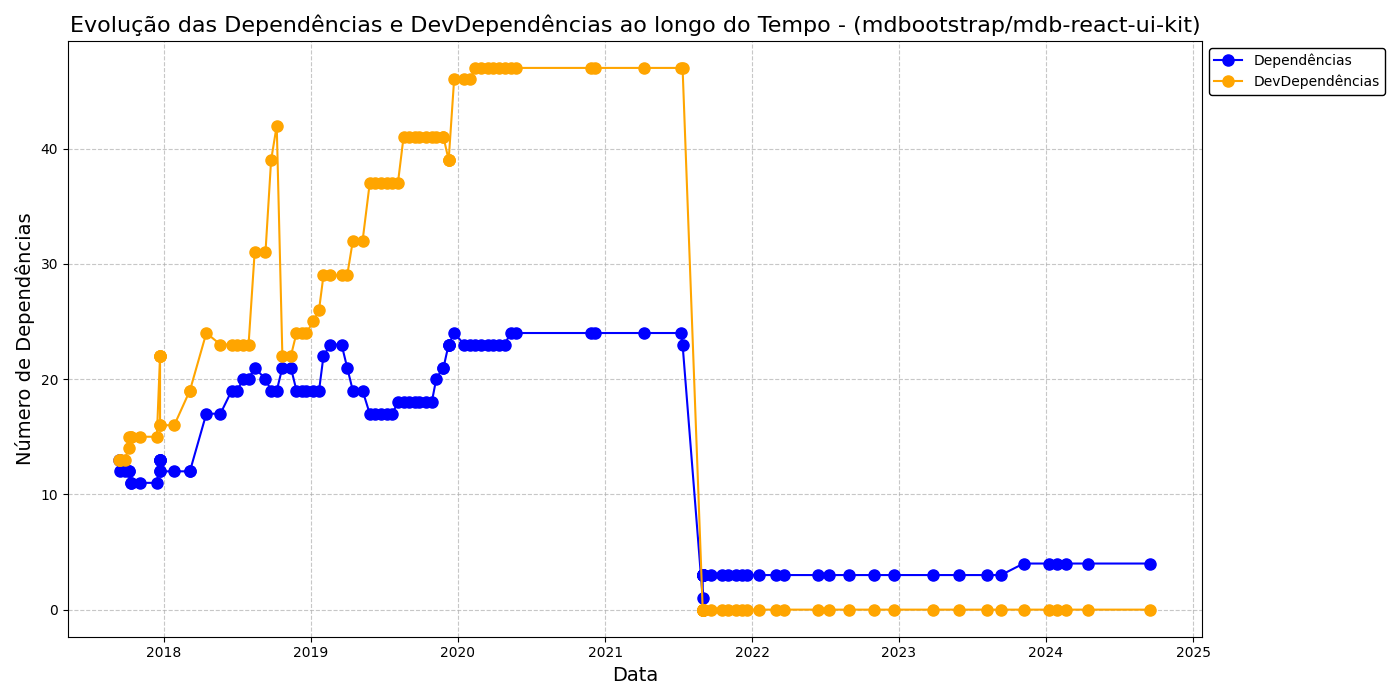 Evolução das Dependências e DevDependências ao longo do Tempo - (mdbootstrap/mdb-react-ui-kit)
Dependências
DevDependências
Número de Dependências
40
30
20
10
0
2018 2019 2020 2021 2022 2023 2024 2025
Data